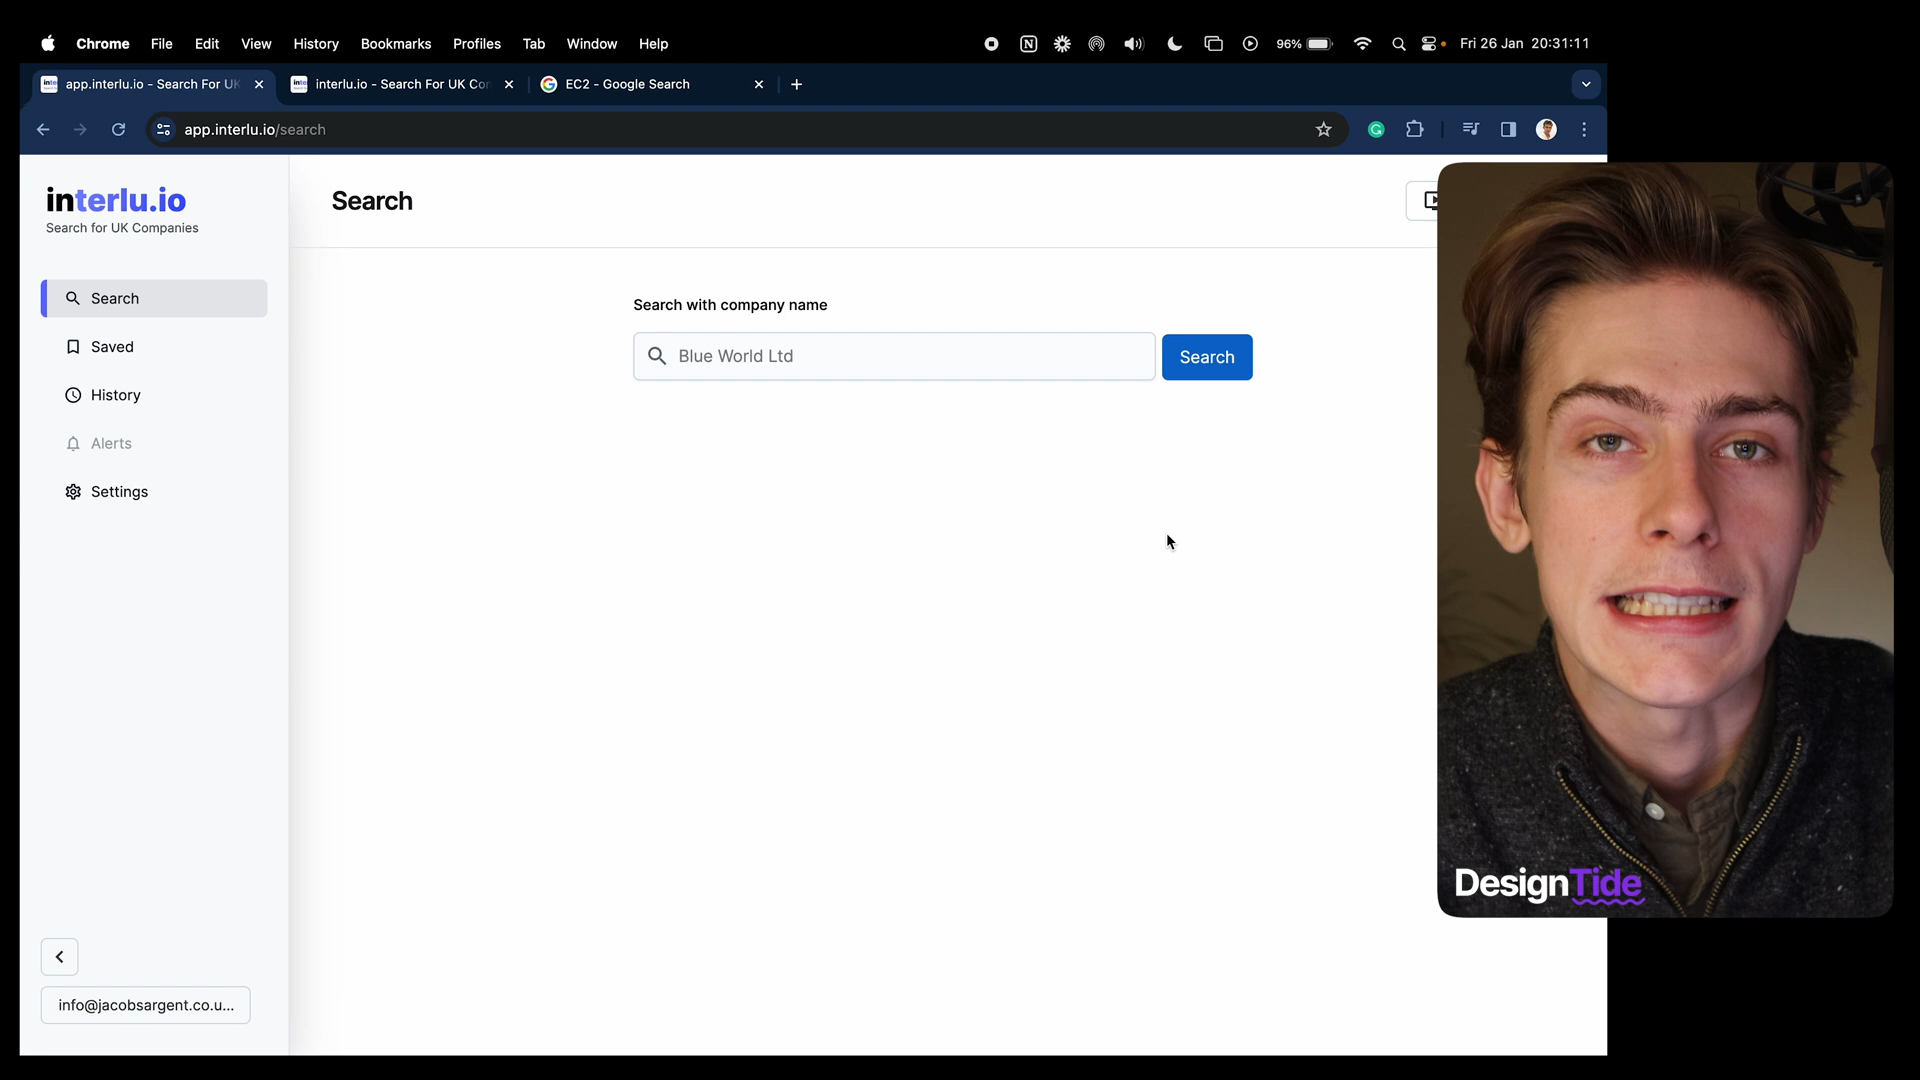 Chrome File Edit View History Bookmarks Profiles Tab Window Help
96% Fri 26 Jan 20:31:11
app.interlu.io - Search For UK
interlu.io - Search For UK Con
EC2 - Google Search
app.interlu.io/search
interlu.io
Search for UK Companies
Search
Saved
History
Alerts
Settings
info@jacobsargent.co.u...
Search
Search with company name
Blue World Ltd
Search
DesignTide